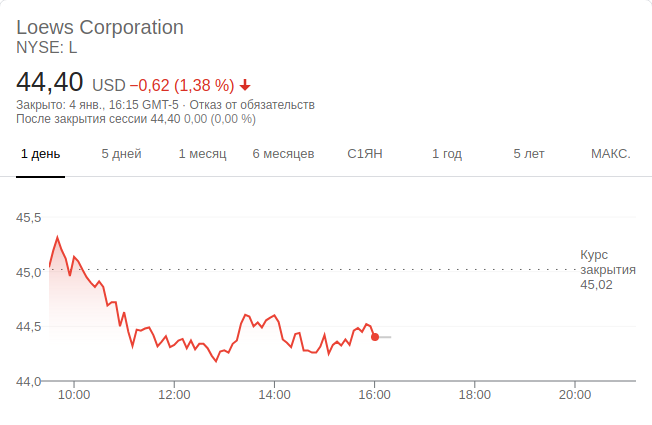 Loews Corporation
NYSE: L
44,40 USD −0,62 (1,38 %)
Закрыто: 4 янв., 16:15 GMT-5 · Отказ от обязательств
После закрытия сессии 44,40 0,00 (0,00 %)
1 день 5 дней 1 месяц 6 месяцев С1ЯН 1 год 5 лет МАКС.
45,5
Курс
45,0 закрытия
45,02
44,5
44,0
10:00 12:00 14:00 16:00 18:00 20:00